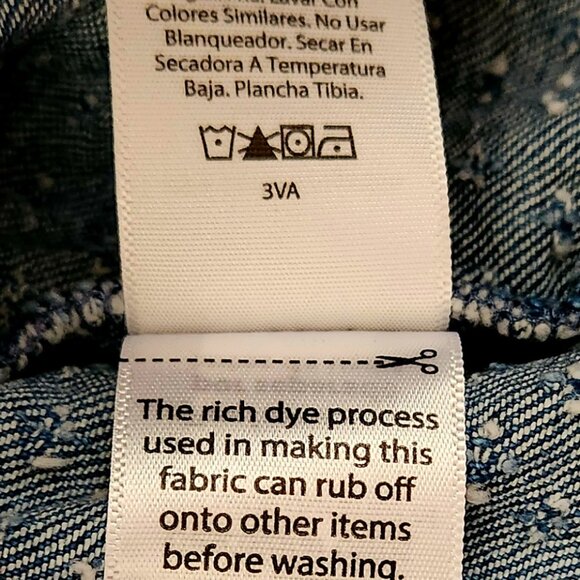 Colores Similares. No Usar
Blanqueador. Secar En
Secadora A Temperatura
Baja. Plancha Tibia.
3VA
The rich dye process
used in making this
fabric can rub off
onto other items
before washing.